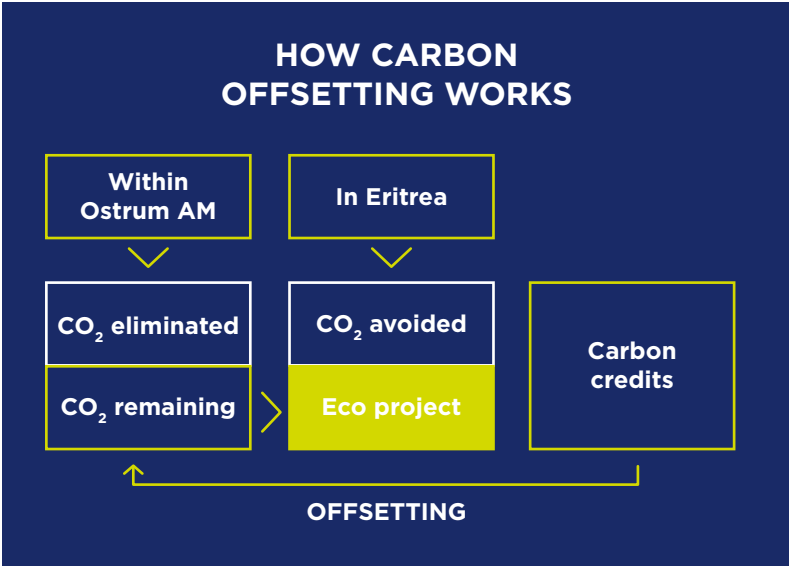 HOW CARBON
OFFSETTING WORKS
Within
Ostrum AM
In Eritrea
CO₂ eliminated
CO₂ avoided
Carbon
credits
CO₂ remaining
Eco project
OFFSETTING